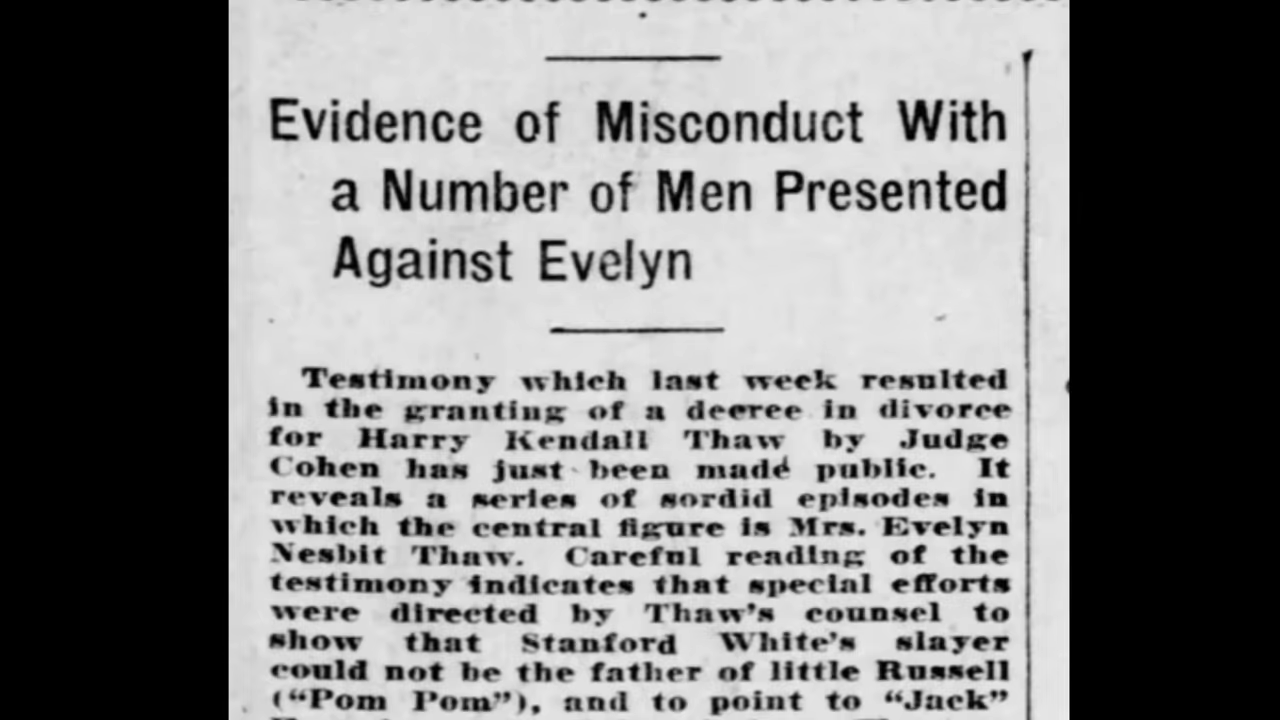 Evidence of Misconduct With
a Number of Men Presented
Against Evelyn
Testimony which last week resulted
in the granting of a decree in divorce
for Harry Kendall Thaw by Judge
Cohen has just been made public. It
reveals a series of sordid episodes in
which the central figure is Mrs. Evelyn
Nesbit Thaw. Careful reading of the
testimony indicates that special efforts
were directed by Thaw's counsel to
show that Stanford White's slayer
could not be the father of little Russell
("Pom Pom"), and to point to "Jack"